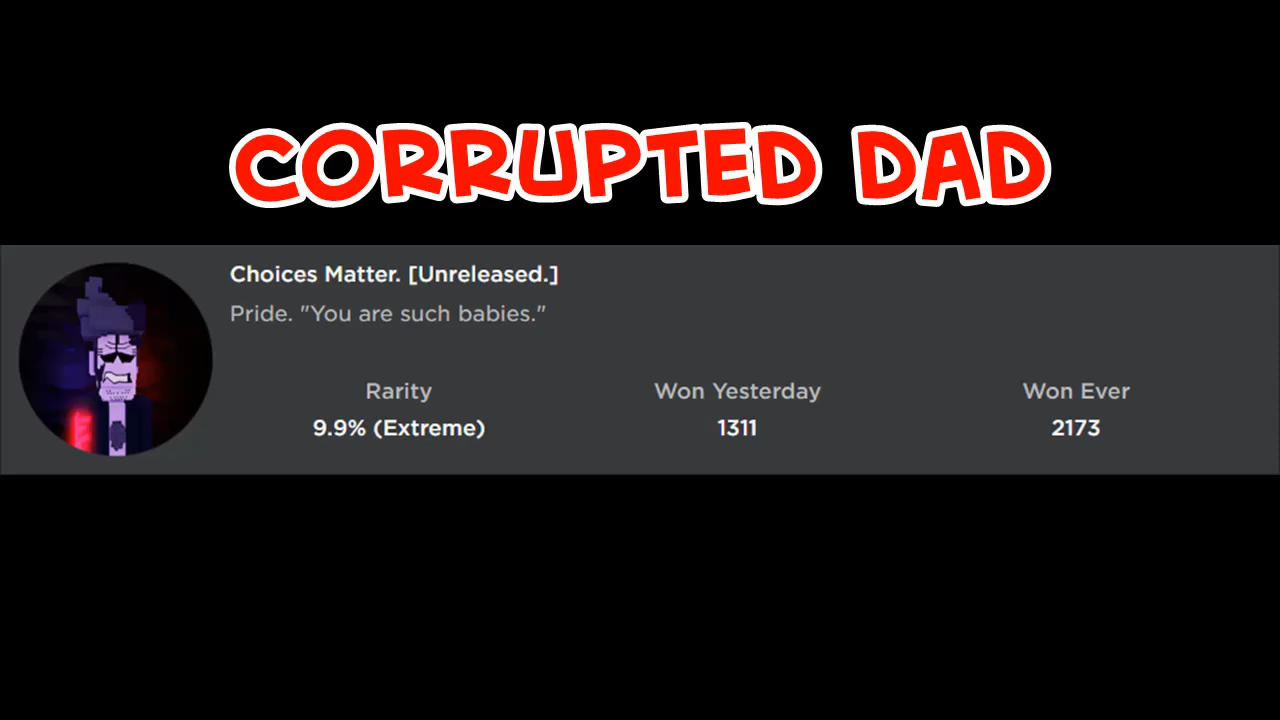 CORRUPTED DAD
Choices Matter. [Unreleased.]
Pride. "You are such babies."
Rarity Won Yesterday Won Ever
9.9% (Extreme) 1311 2173